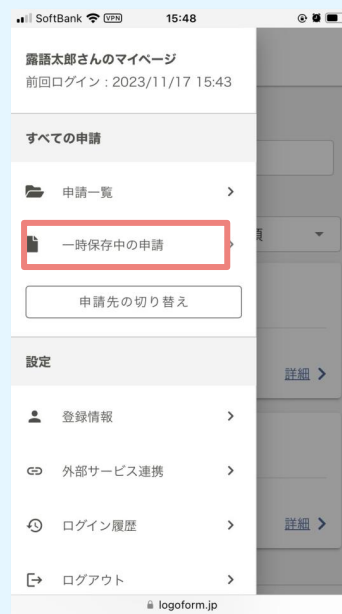 SoftBank VPN 15:48
露語太郎さんのマイページ
前回ログイン : 2023/11/17 15:43
すべての申請
申請一覧
一時保存中の申請
申請先の切り替え
設定
詳細
登録情報
外部サービス連携
ログイン履歴
詳細
ログアウト
logoform.jp